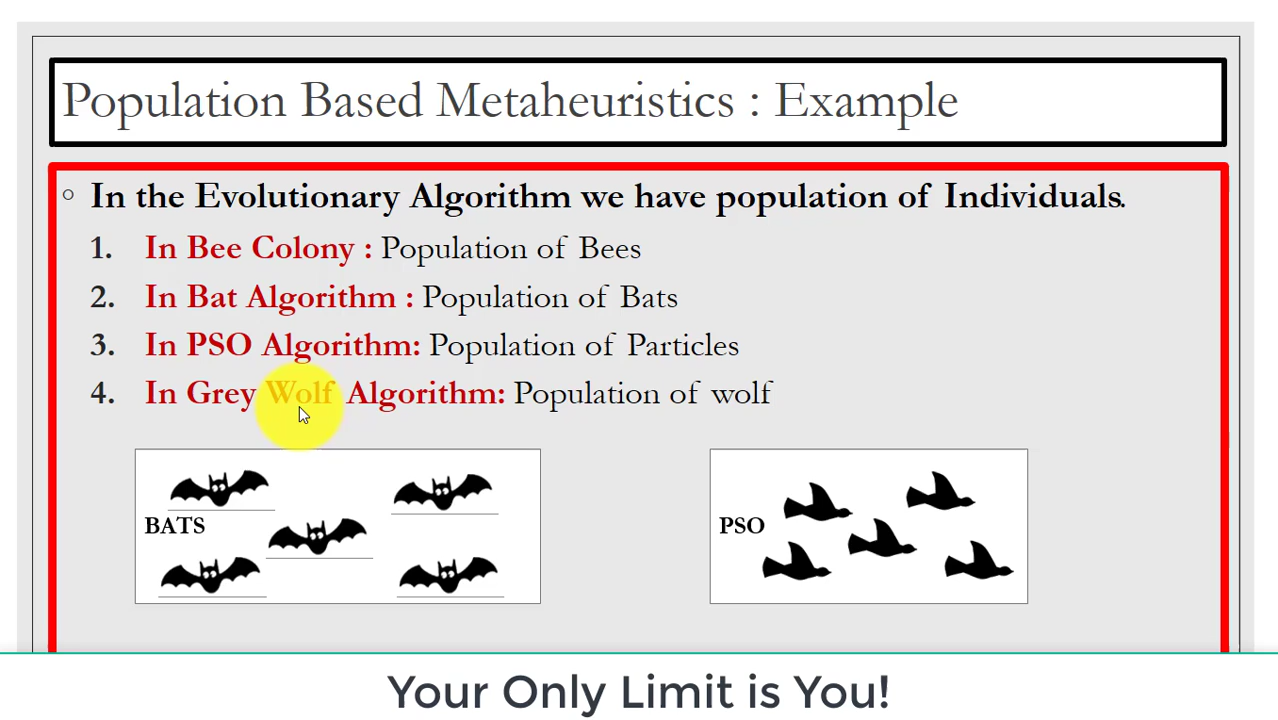 Population Based Metaheuristics : Example
In the Evolutionary Algorithm we have population of Individuals.
1. In Bee Colony : Population of Bees
2. In Bat Algorithm : Population of Bats
3. In PSO Algorithm: Population of Particles
4. In Grey Wolf Algorithm: Population of wolf
BATS
PSO
Your Only Limit is You!